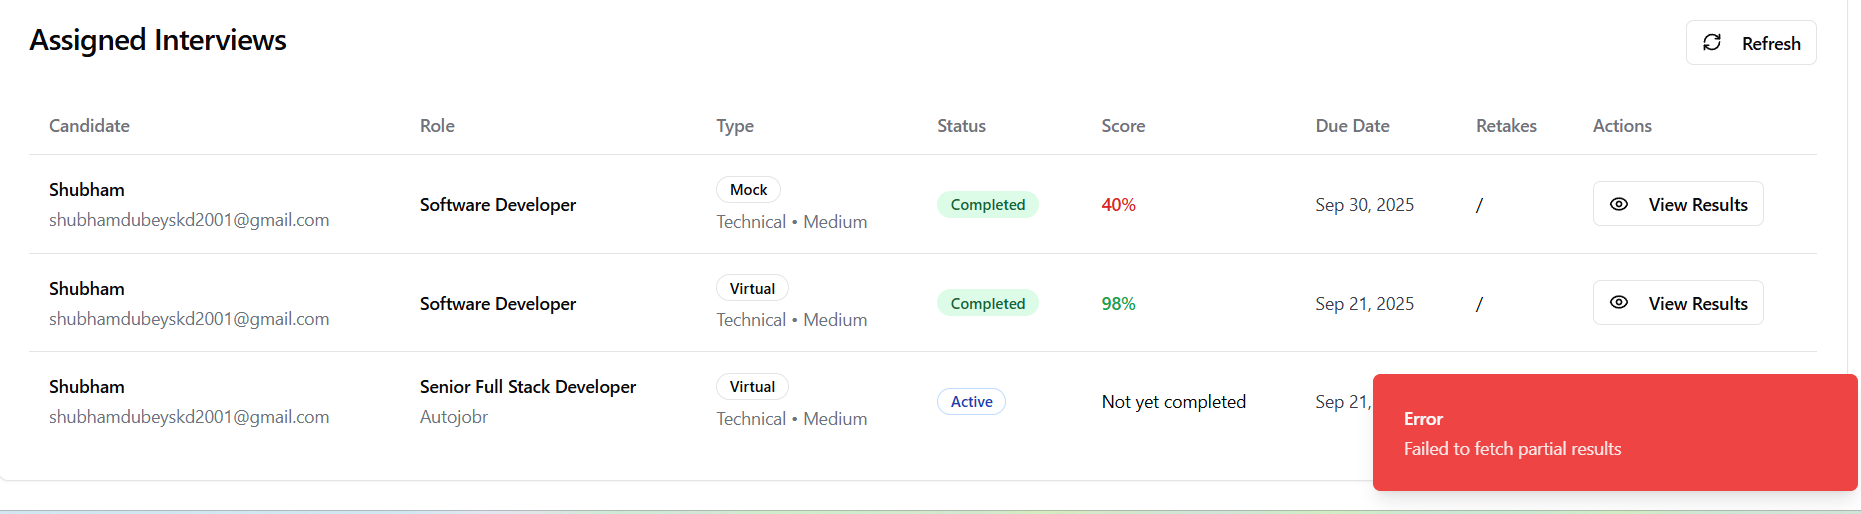 Assigned Interviews
Refresh
Candidate Role Type Status Score Due Date Retakes Actions
Shubham
shubhamdubeyskd2001@gmail.com
Software Developer
Mock
Technical • Medium
Completed
40%
Sep 30, 2025
/
View Results
Shubham
shubhamdubeyskd2001@gmail.com
Software Developer
Virtual
Technical • Medium
Completed
98%
Sep 21, 2025
/
View Results
Shubham
shubhamdubeyskd2001@gmail.com
Senior Full Stack Developer
Autojobr
Virtual
Technical • Medium
Active
Not yet completed
Sep 21,
Error
Failed to fetch partial results